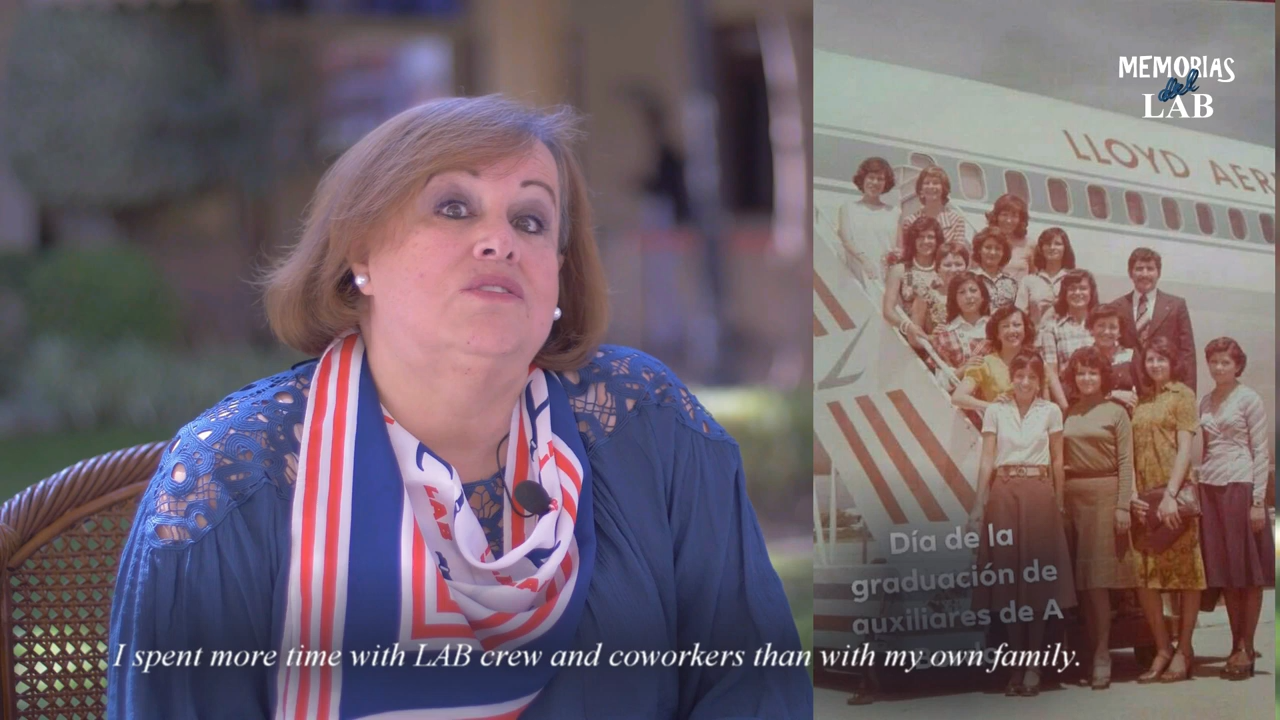 MEMORIAS
del
LAB
LLOYD AER
LAB
Día de la
graduación de
auxiliares de A
I spent more time with LAB crew and coworkers than with my own family.